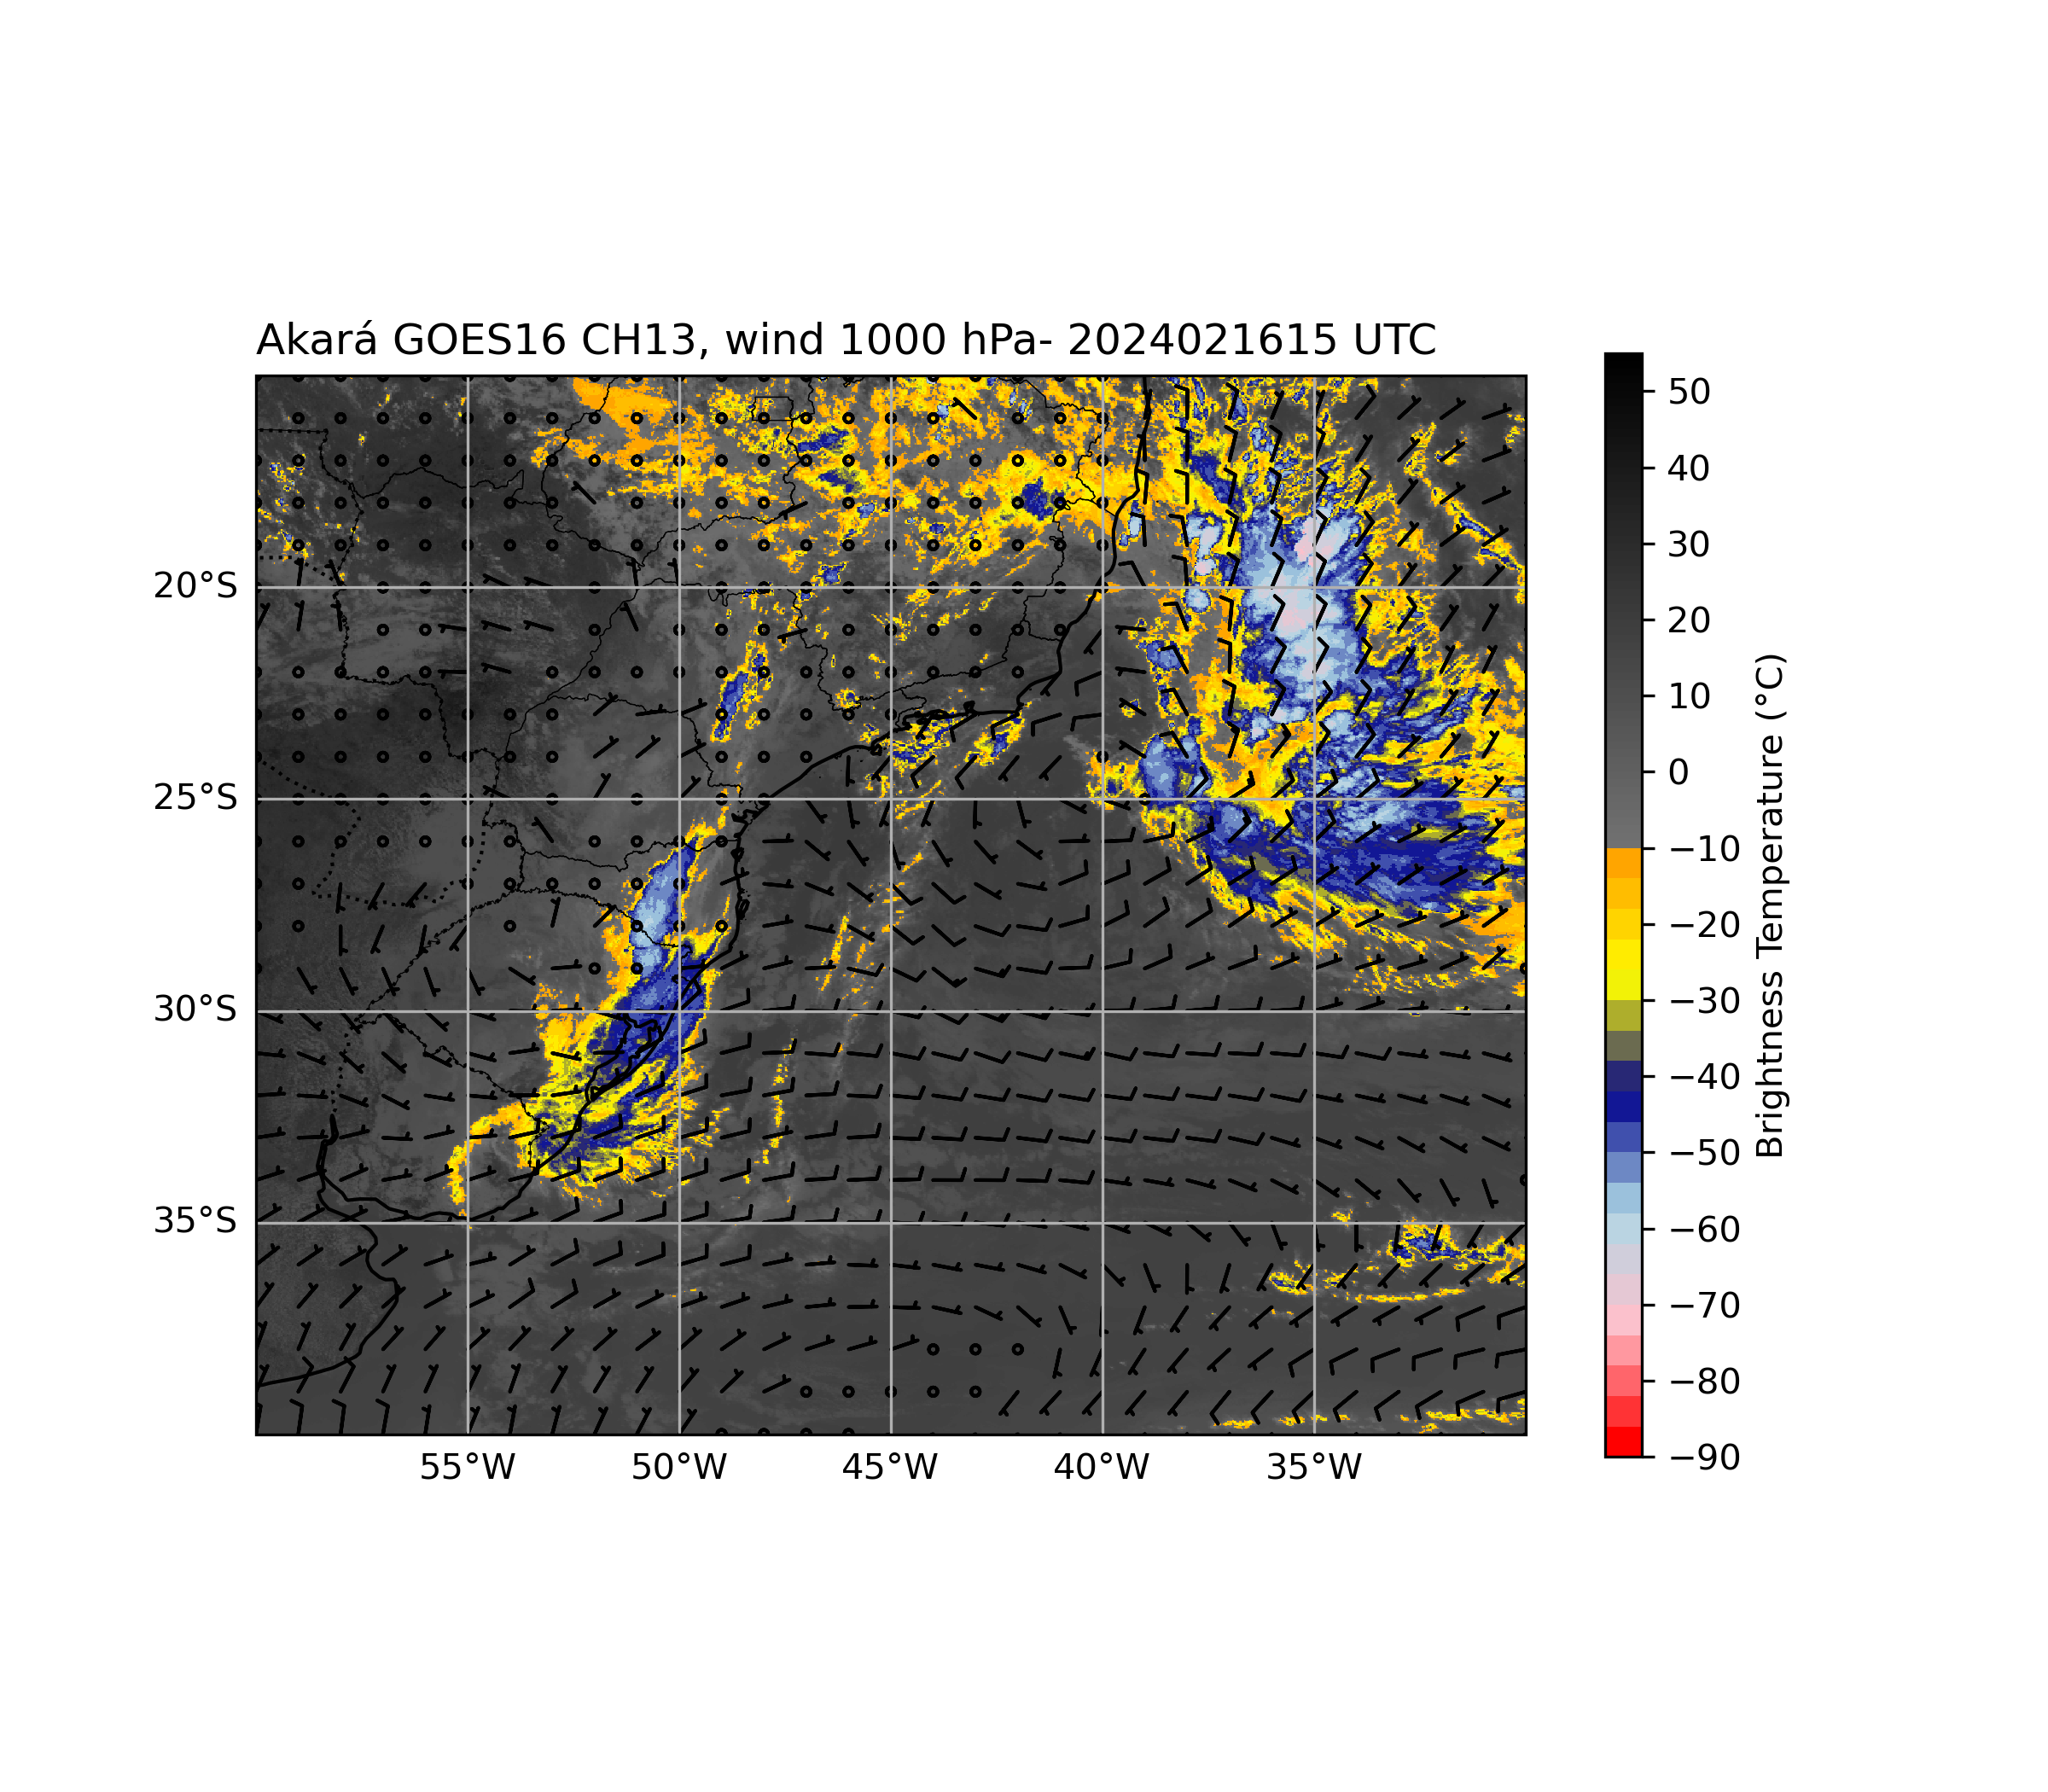 Akará GOES16 CH13, wind 1000 hPa- 2024021615 UTC
20°S
25°S
30°S
35°S
55°W
50°W
45°W
40°W
35°W
50
40
30
20
10
0
−10
−20
−30
−40
−50
−60
−70
−80
−90
Brightness Temperature (°C)